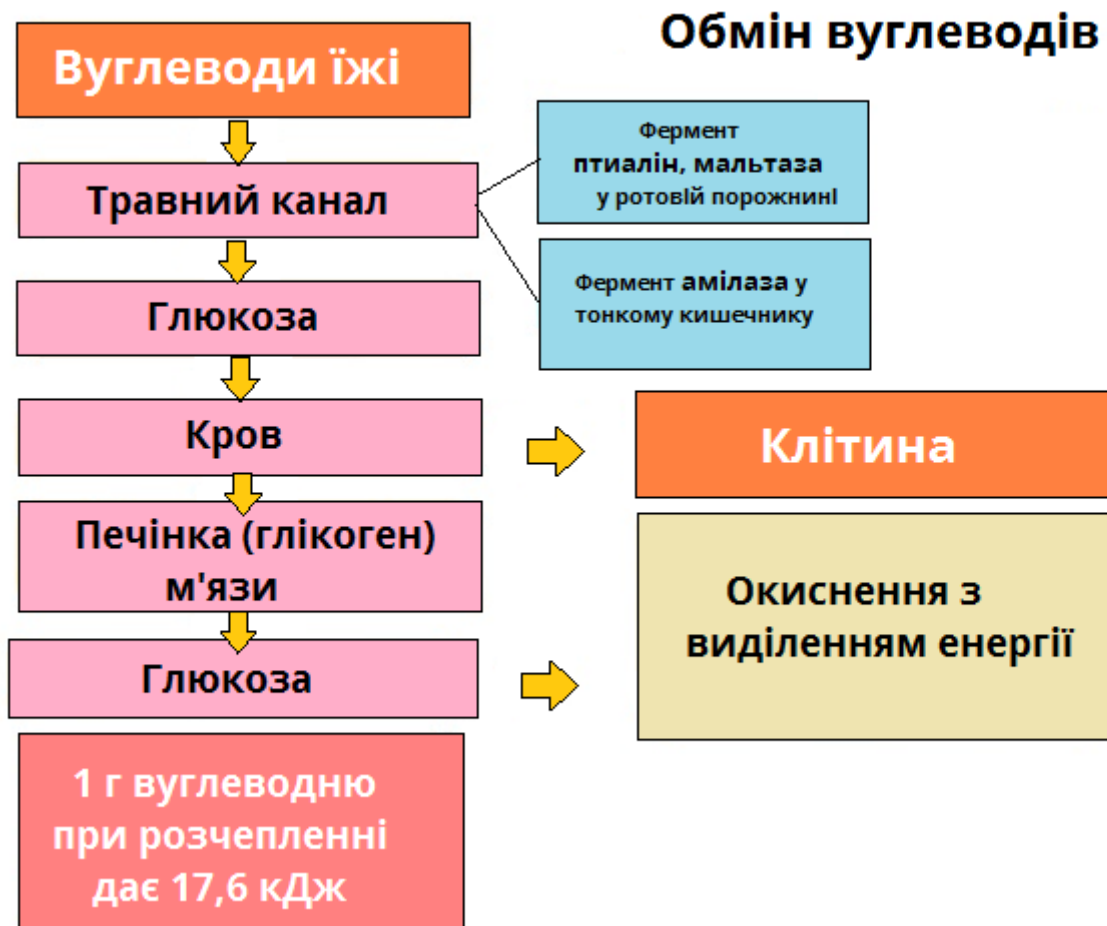 Обмін вуглеводів
Вуглеводи їжі
Травний канал
Фермент
птиалін, мальтаза
у ротовій порожнині
Фермент амілаза у
тонкому кишечнику
Глюкоза
Кров
Клітина
Печінка (глікоген)
м'язи
Глюкоза
Окиснення з
виділенням енергії
1 г вуглеводню
при розчепленні
дає 17,6 кДж